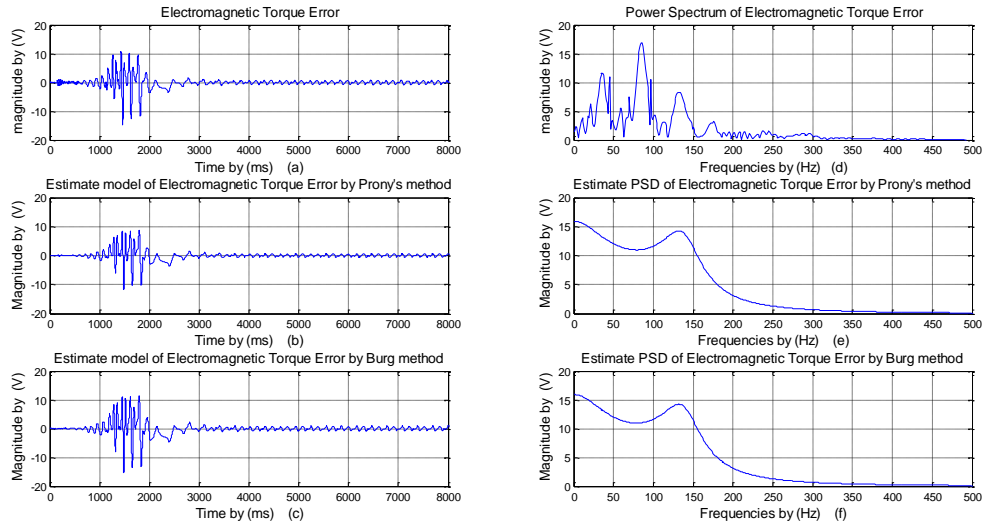 Electromagnetic Torque Error
magnitude by (V)
20
10
0
-10
-20
0 1000 2000 3000 4000 5000 6000 7000 8000
Time by (ms) (a)
Power Spectrum of Electromagnetic Torque Error
magnitude by (V)
20
15
10
5
0
0 50 100 150 200 250 300 350 400 450 500
Frequencies by (Hz) (d)
Estimate model of Electromagnetic Torque Error by Prony's method
Magnitude by (V)
20
10
0
-10
-20
0 1000 2000 3000 4000 5000 6000 7000 8000
Time by (ms) (b)
Estimate PSD of Electromagnetic Torque Error by Prony's method
Magnitude by (V)
20
15
10
5
0
0 50 100 150 200 250 300 350 400 450 500
Frequencies by (Hz) (e)
Estimate model of Electromagnetic Torque Error by Burg method
Magnitude by (V)
20
10
0
-10
-20
0 1000 2000 3000 4000 5000 6000 7000 8000
Time by (ms) (c)
Estimate PSD of Electromagnetic Torque Error by Burg method
Magnitude by (V)
20
15
10
5
0
0 50 100 150 200 250 300 350 400 450 500
Frequencies by (Hz) (f)